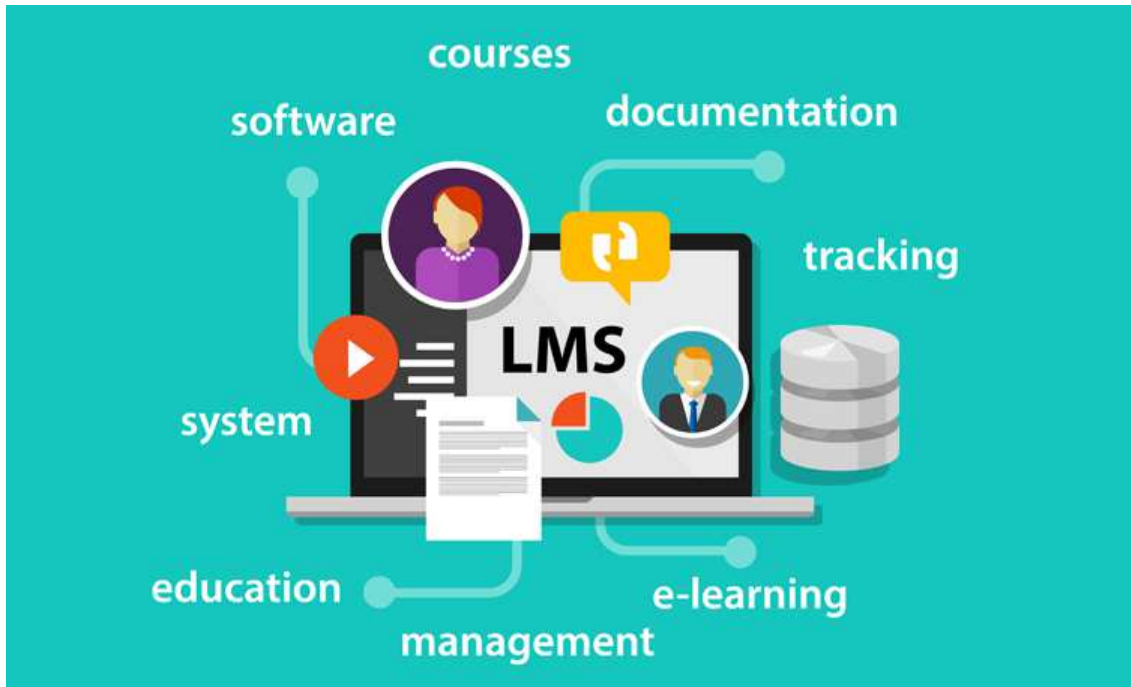 courses
software
documentation
tracking
LMS
system
education
e-learning
management